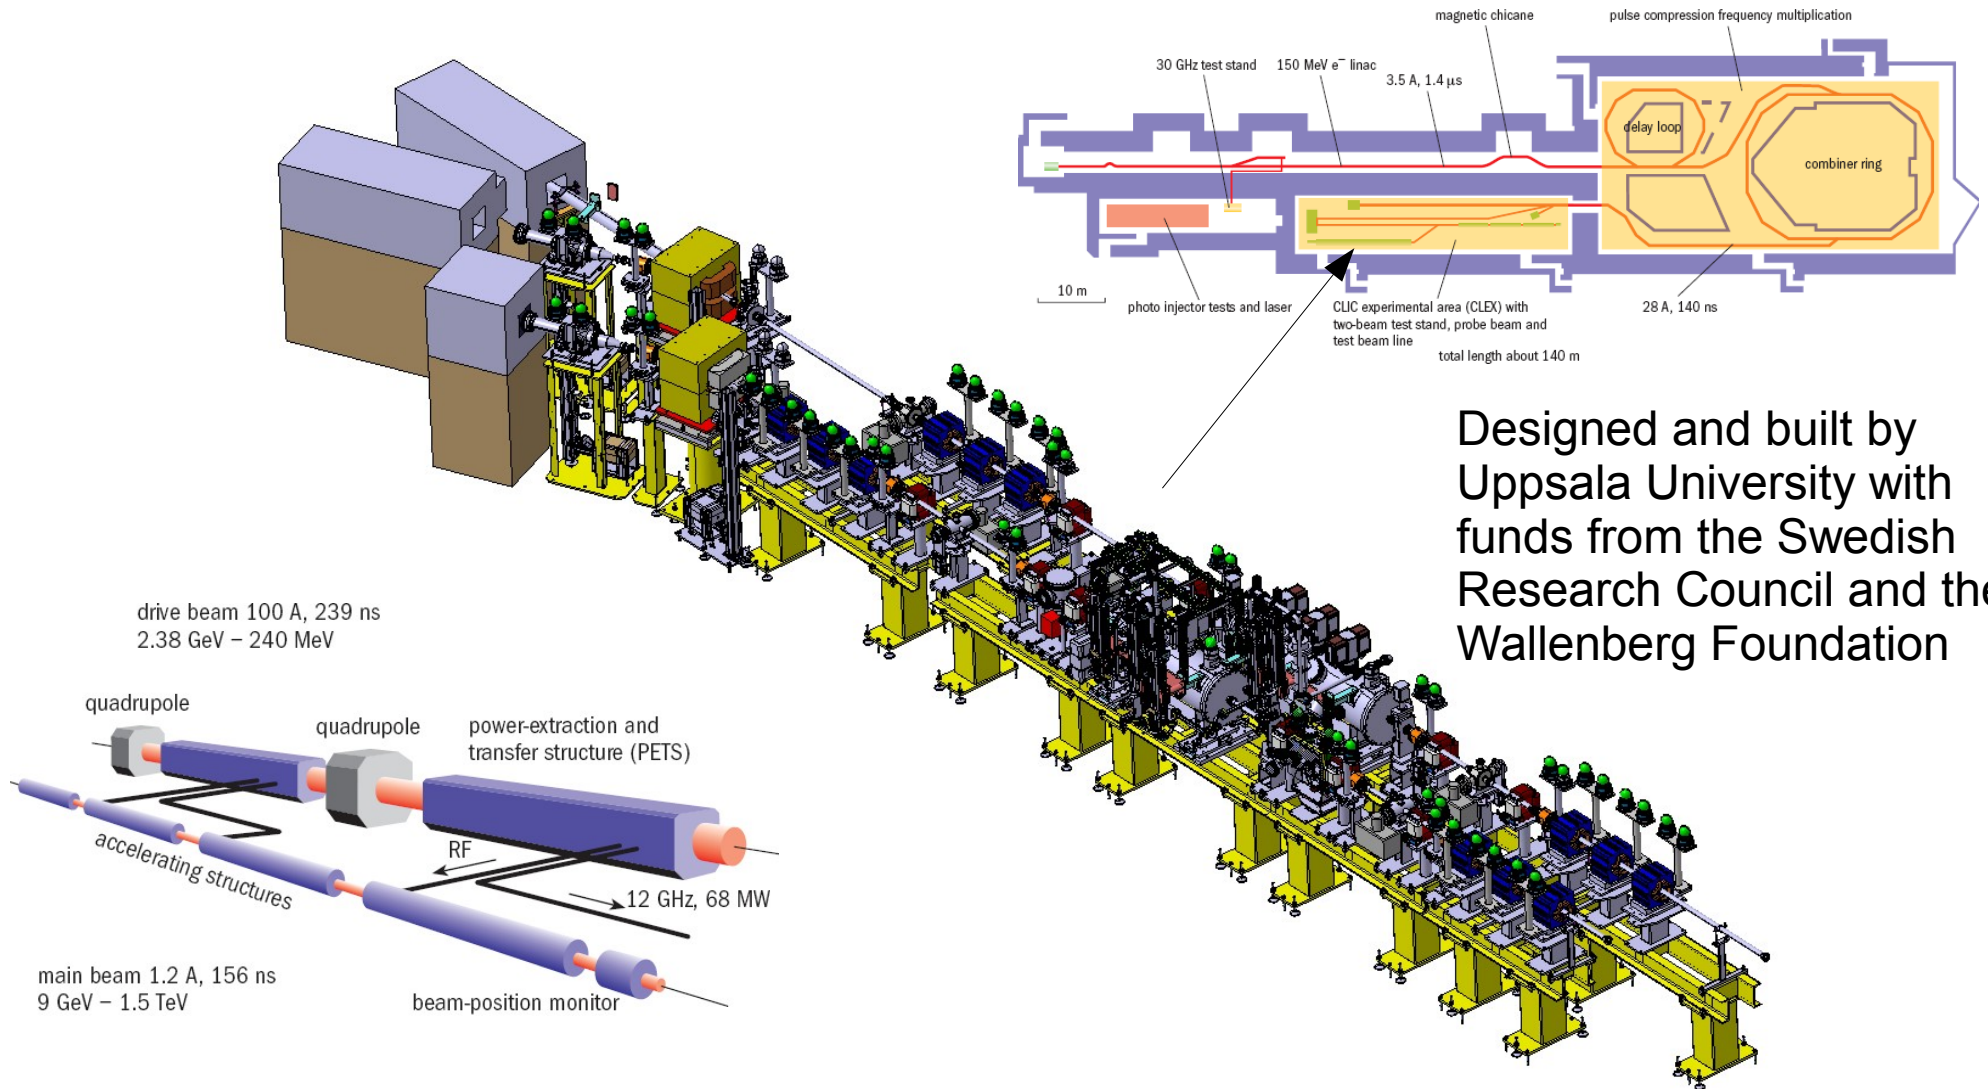 magnetic chicane
pulse compression frequency multiplication
30 GHz test stand
150 MeV e⁻ linac
3.5 A, 1.4 μs
delay loop
combiner ring
10 m
photo injector tests and laser
CLIC experimental area (CLEX) with
two-beam test stand, probe beam and
test beam line
total length about 140 m
28 A, 140 ns
Designed and built by
Uppsala University with
funds from the Swedish
Research Council and the
Wallenberg Foundation
drive beam 100 A, 239 ns
2.38 GeV – 240 MeV
quadrupole
quadrupole
power-extraction and
transfer structure (PETS)
accelerating structures
RF
12 GHz, 68 MW
main beam 1.2 A, 156 ns
9 GeV – 1.5 TeV
beam-position monitor